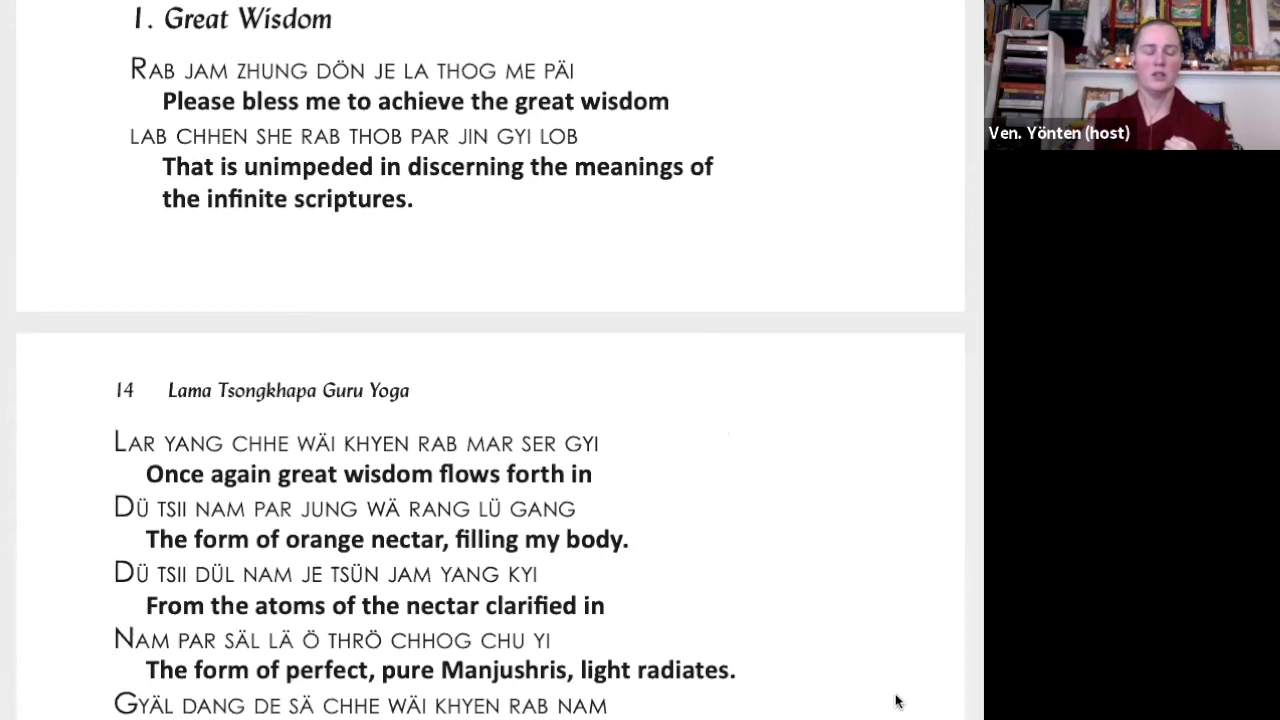 1. Great Wisdom
RAB JAM ZHUNG DÖN JE LA THOG ME PÄI
Please bless me to achieve the great wisdom
LAB CHHEN SHE RAB THOB PAR JIN GYI LOB
That is unimpeded in discerning the meanings of
the infinite scriptures.
14 Lama Tsongkhapa Guru Yoga
LAR YANG CHHE WÄI KHYEN RAB MAR SER GYI
Once again great wisdom flows forth in
DÜ TSII NAM PAR JUNG WÄ RANG LÜ GANG
The form of orange nectar, filling my body.
DÜ TSII DÜL NAM JE TSÜN JAM YANG KYI
From the atoms of the nectar clarified in
NAM PAR SÄL LÄ Ö THRÖ CHHOG CHU YI
The form of perfect, pure Manjushris, light radiates.
GYÄL DANG DE SÄ CHHE WÄI KHYEN RAB NAM
Ven. Yönten (host)